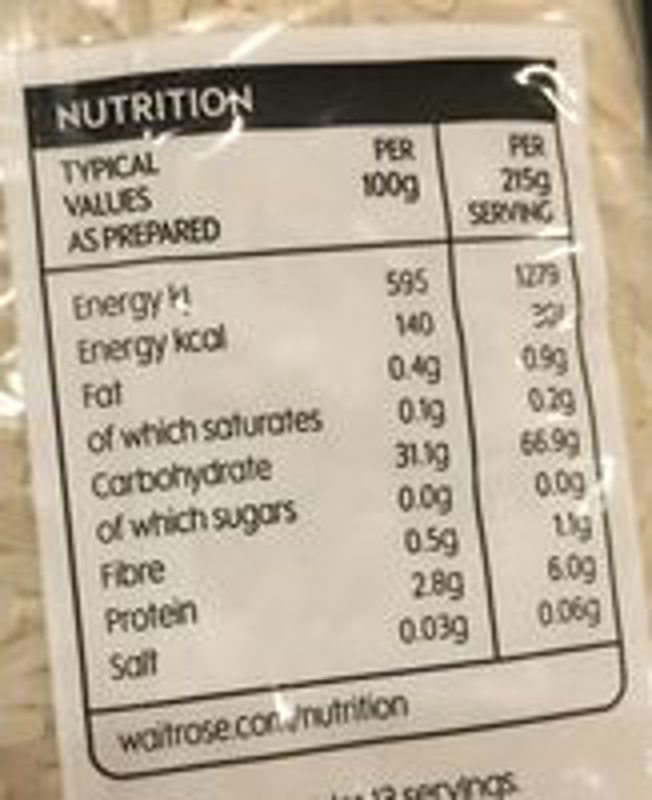 NUTRITION
TYPICAL VALUES AS PREPARED PER 100g PER 215g SERVING
Energy kJ 595 1279
Energy kcal 140
Fat 0.4g 0.9g
of which saturates 0.1g 0.2g
Carbohydrate 31.1g 66.9g
of which sugars 0.0g 0.0g
Fibre 0.5g 1.1g
Protein 2.8g 6.0g
Salt 0.03g 0.06g
waitrose.com/nutrition
13 servings